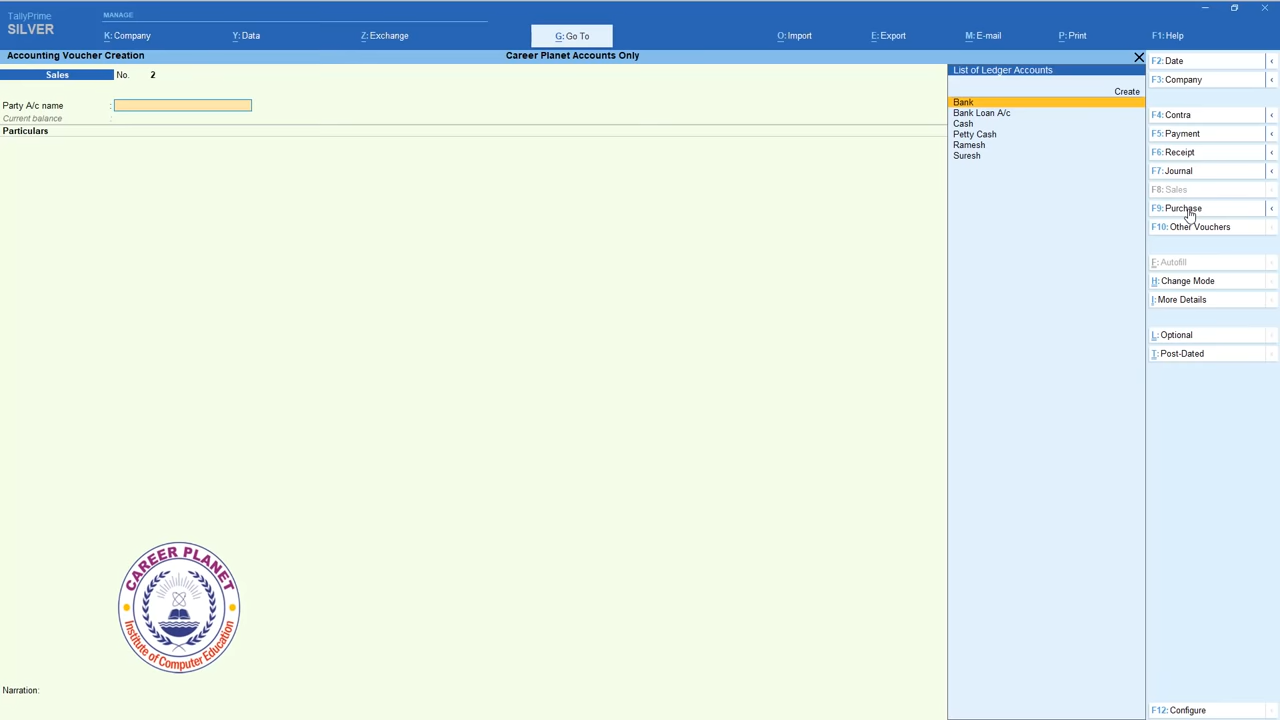 TallyPrime
SILVER
MANAGE
K: Company
Y: Data
Z: Exchange
G: Go To
O: Import
E: Export
M: E-mail
P: Print
F1: Help
Accounting Voucher Creation
Career Planet Accounts Only
Sales
No. 2
Party A/c name :
Current balance :
Particulars
List of Ledger Accounts
Create
Bank
Bank Loan A/c
Cash
Petty Cash
Ramesh
Suresh
F2: Date
F3: Company
F4: Contra
F5: Payment
F6: Receipt
F7: Journal
F8: Sales
F9: Purchase
F10: Other Vouchers
F: Autofill
H: Change Mode
I: More Details
L: Optional
T: Post-Dated
F12: Configure
CAREER PLANET
Institute of Computer Education
Narration: